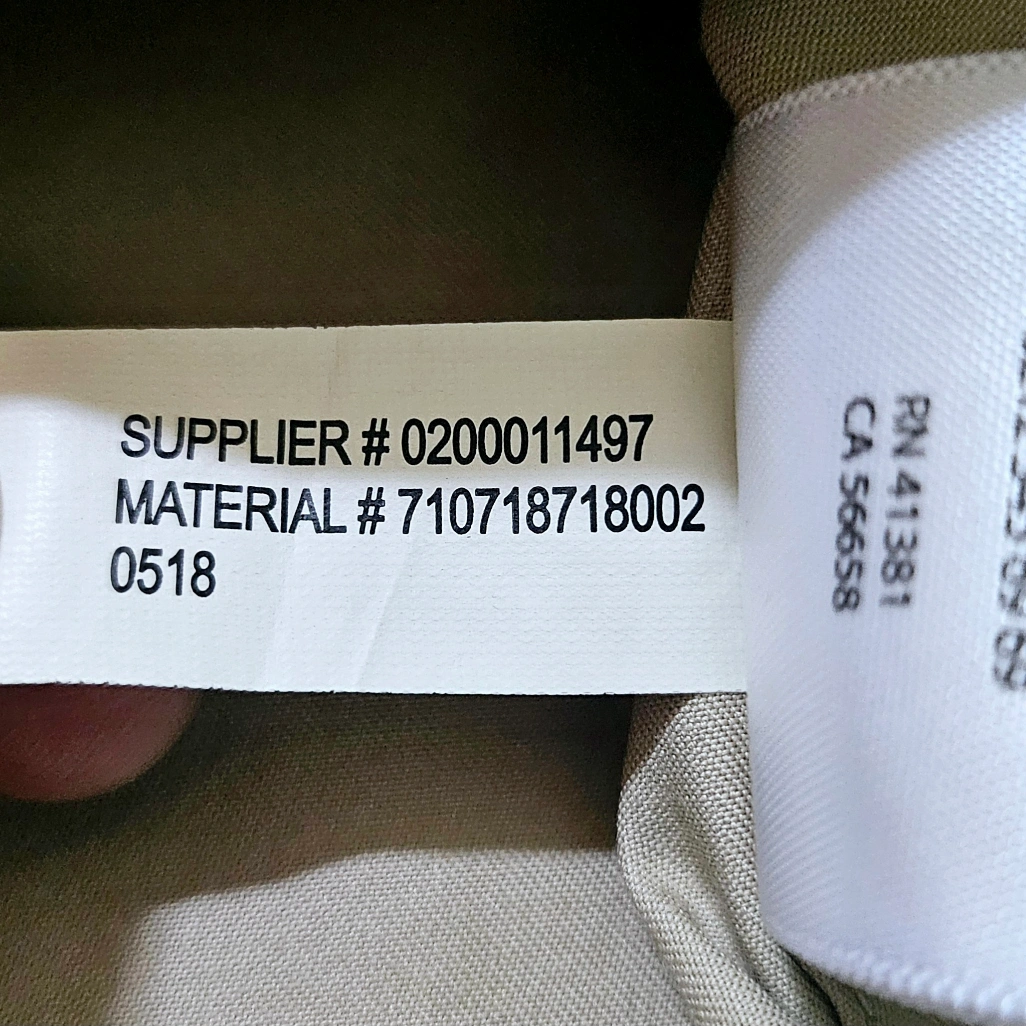 SUPPLIER # 0200011497
MATERIAL # 710718718002
0518
RN 41381
CA 56658